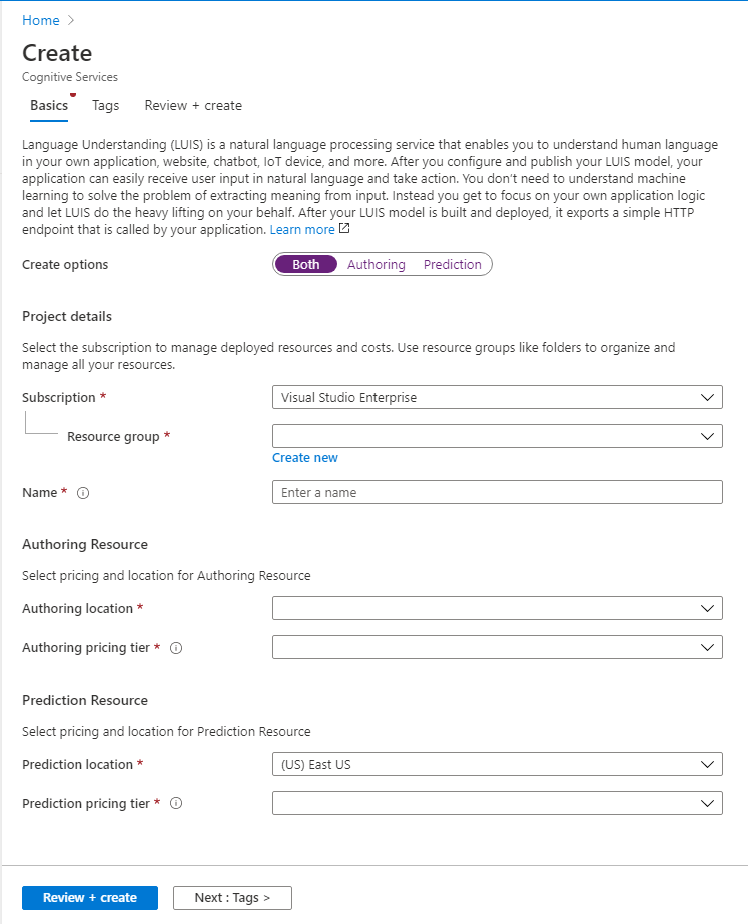 Home >
Create
Cognitive Services
Basics Tags Review + create
Language Understanding (LUIS) is a natural language processing service that enables you to understand human language
in your own application, website, chatbot, IoT device, and more. After you configure and publish your LUIS model, your
application can easily receive user input in natural language and take action. You don't need to understand machine
learning to solve the problem of extracting meaning from input. Instead you get to focus on your own application logic
and let LUIS do the heavy lifting on your behalf. After your LUIS model is built and deployed, it exports a simple HTTP
endpoint that is called by your application. Learn more
Create options Both Authoring Prediction
Project details
Select the subscription to manage deployed resources and costs. Use resource groups like folders to organize and
manage all your resources.
Subscription * Visual Studio Enterprise
Resource group *
Create new
Name * Enter a name
Authoring Resource
Select pricing and location for Authoring Resource
Authoring location *
Authoring pricing tier *
Prediction Resource
Select pricing and location for Prediction Resource
Prediction location * (US) East US
Prediction pricing tier *
Review + create Next : Tags >